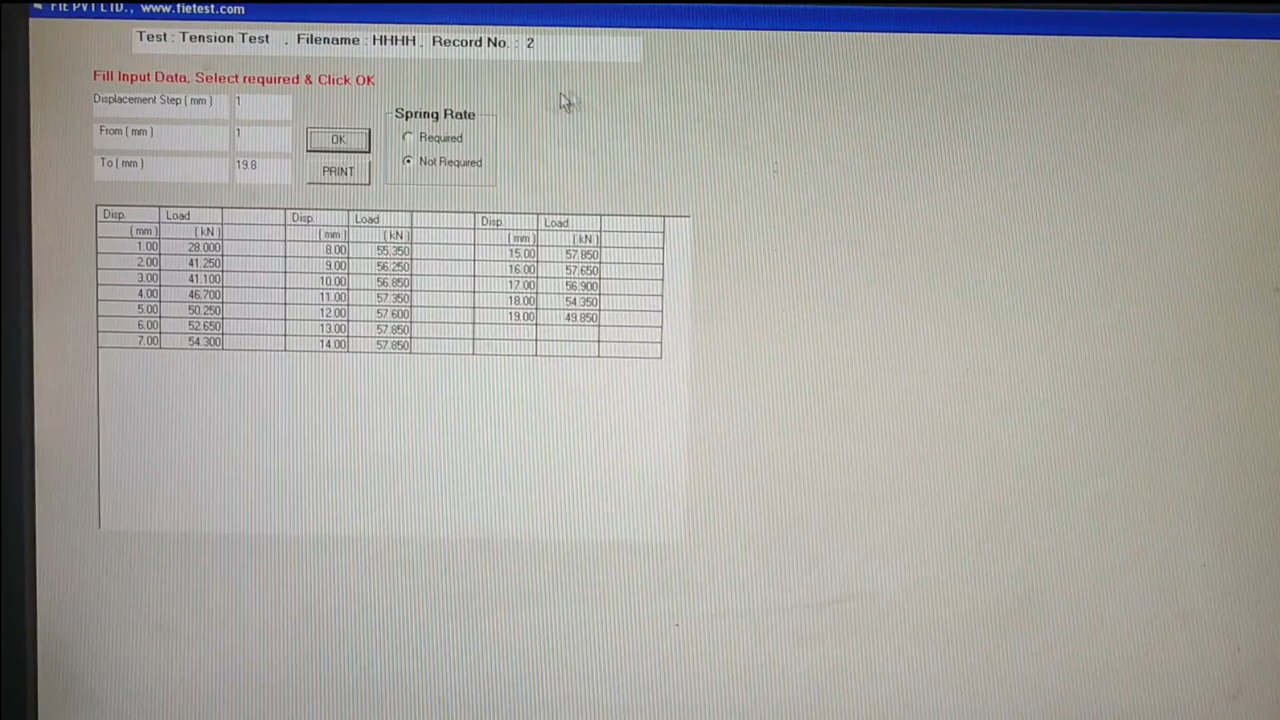 FIE PVT LTD., www.fietest.com
Test : Tension Test . Filename : HHHH . Record No. : 2
Fill Input Data, Select required & Click OK
Displacement Step ( mm ) 1
From ( mm ) 1
To ( mm ) 19.8
OK
PRINT
Spring Rate
Required
Not Required
Disp. Load Disp. Load Disp. Load
( mm ) ( kN ) ( mm ) ( kN ) ( mm ) ( kN )
1.00 28.000 8.00 55.350 15.00 57.850
2.00 41.250 9.00 56.250 16.00 57.650
3.00 41.100 10.00 56.850 17.00 56.900
4.00 46.700 11.00 57.350 18.00 54.350
5.00 50.250 12.00 57.600 19.00 49.850
6.00 52.650 13.00 57.850
7.00 54.300 14.00 57.850